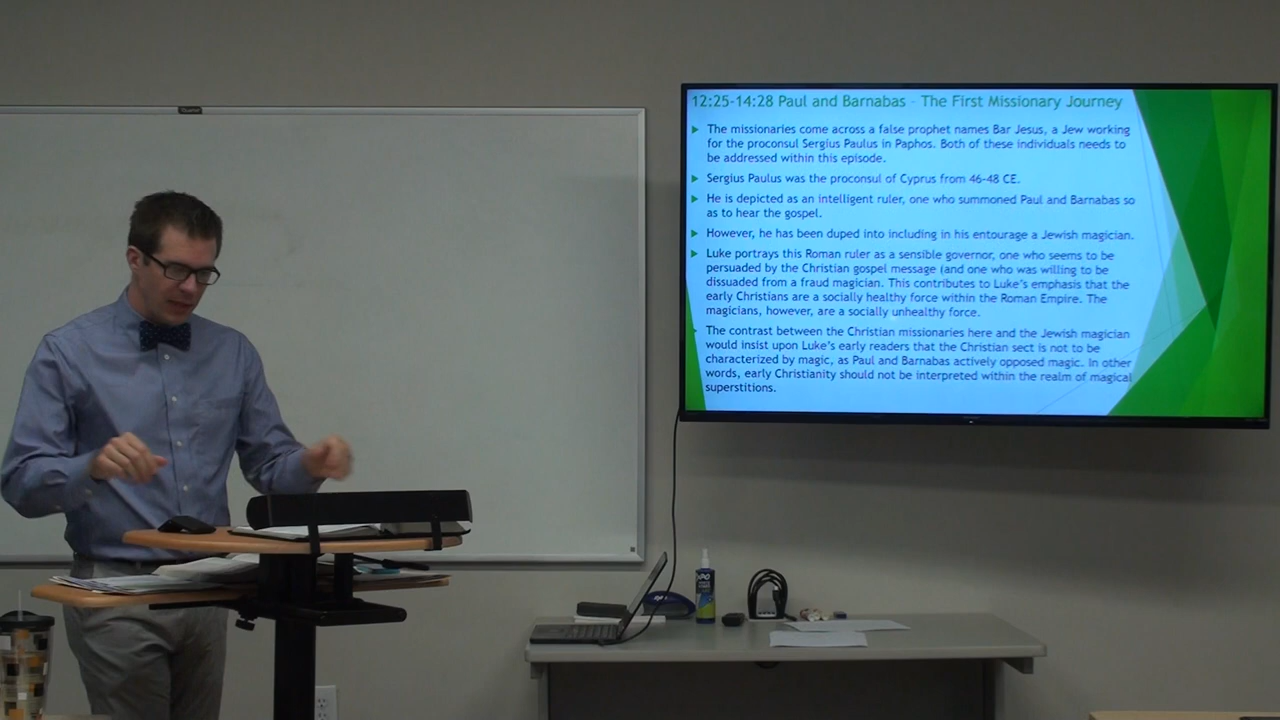 12:25-14:28 Paul and Barnabas – The First Missionary Journey
The missionaries come across a false prophet names Bar Jesus, a Jew working
for the proconsul Sergius Paulus in Paphos. Both of these individuals needs to
be addressed within this episode.
Sergius Paulus was the proconsul of Cyprus from 46-48 CE.
He is depicted as an intelligent ruler, one who summoned Paul and Barnabas so
as to hear the gospel.
However, he has been duped into including in his entourage a Jewish magician.
Luke portrays this Roman ruler as a sensible governor, one who seems to be
persuaded by the Christian gospel message (and one who was willing to be
dissuaded from a fraud magician. This contributes to Luke's emphasis that the
early Christians are a socially healthy force within the Roman Empire. The
magicians, however, are a socially unhealthy force.
The contrast between the Christian missionaries here and the Jewish magician
would insist upon Luke's early readers that the Christian sect is not to be
characterized by magic, as Paul and Barnabas actively opposed magic. In other
words, early Christianity should not be interpreted within the realm of magical
superstitions.
EXPO